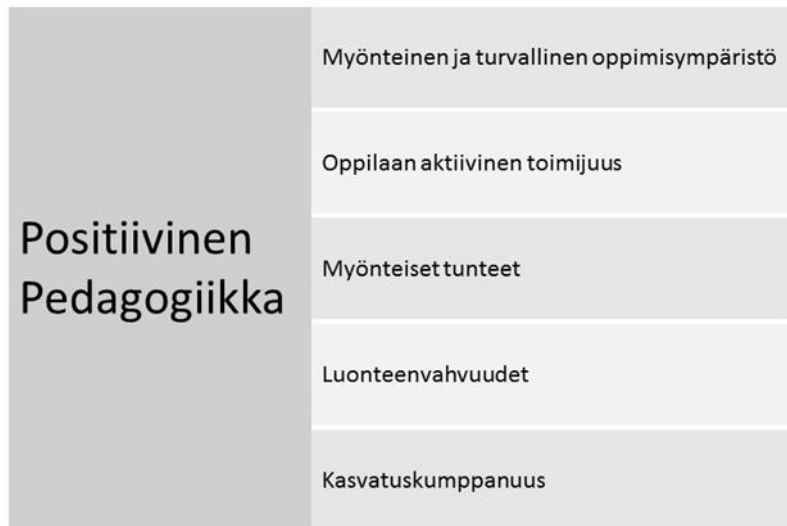 Positiivinen
Pedagogiikka
Myönteinen ja turvallinen oppimisympäristö
Oppilaan aktiivinen toimijuus
Myönteiset tunteet
Luonteenvahvuudet
Kasvatuskumppanuus